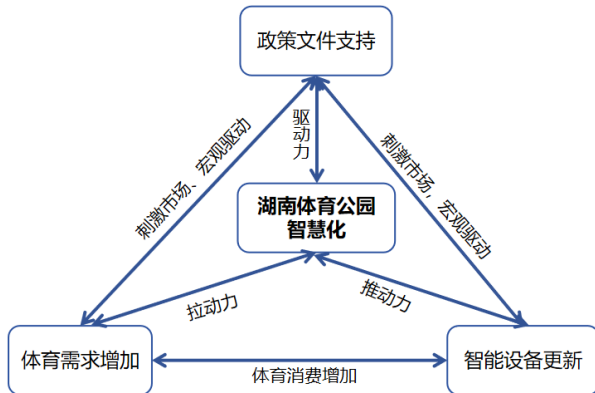 政策文件支持
驱动力
刺激市场、宏观驱动
刺激市场，宏观驱动
湖南体育公园
智慧化
拉动力
推动力
体育需求增加
体育消费增加
智能设备更新